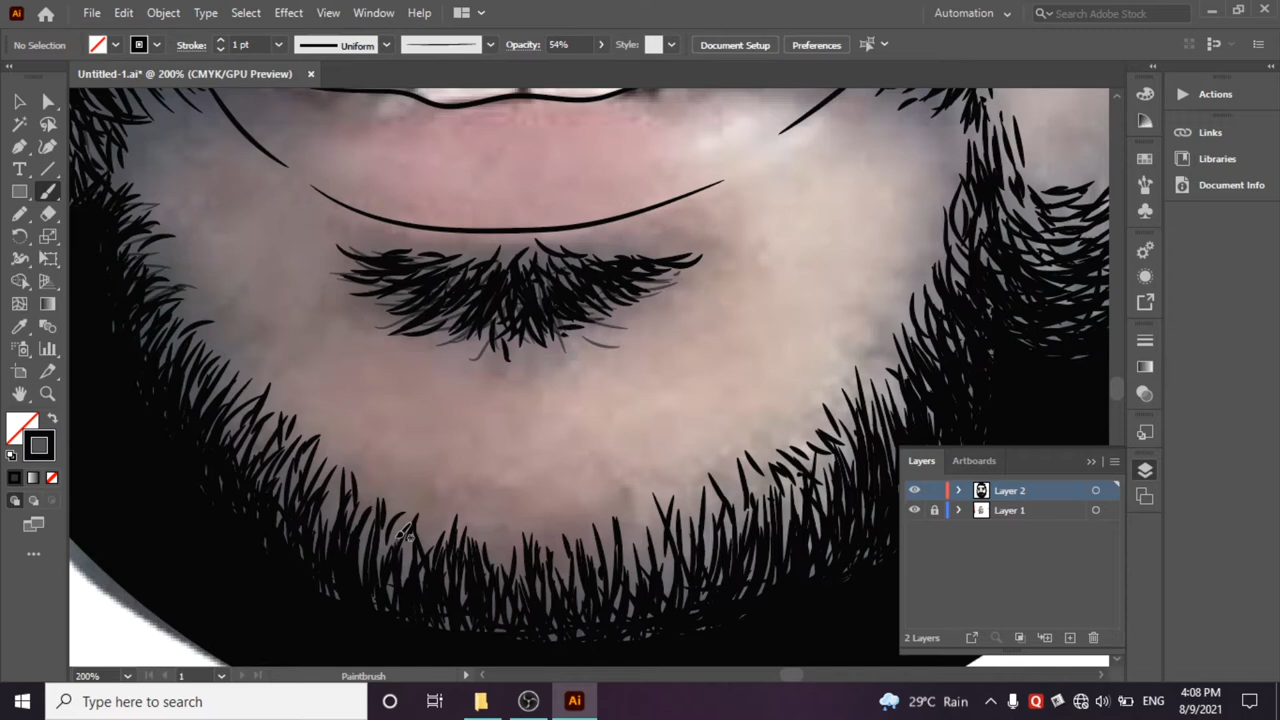 Ai File Edit Object Type Select Effect View Window Help Automation Search Adobe Stock
No Selection Stroke: 1 pt Uniform Opacity: 54% Style: Document Setup Preferences
Untitled-1.ai* @ 200% (CMYK/GPU Preview)
Actions
Links
Libraries
Document Info
Layers Artboards
Layer 2
Layer 1
2 Layers
200% 1 Paintbrush
Type here to search Ai 29°C Rain ENG 4:08 PM
8/9/2021